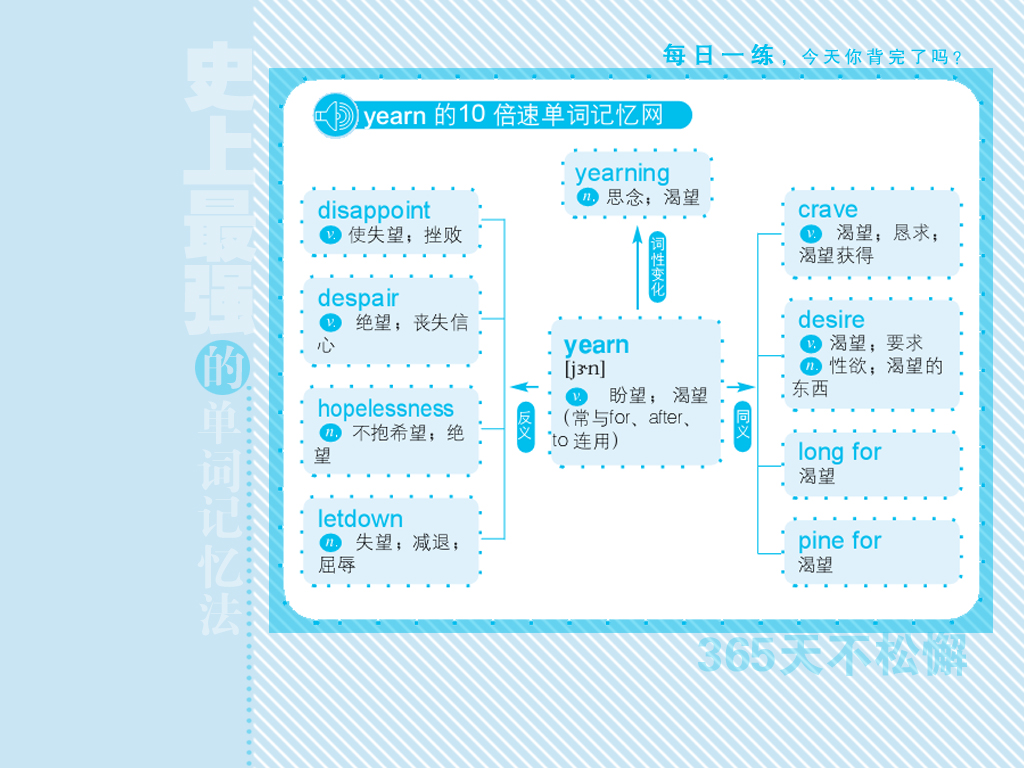 每日一练，今天你背完了吗？
史上最强的单词记忆法
yearn 的10 倍速单词记忆网
yearning
n. 思念；渴望
词性变化
disappoint
v. 使失望；挫败
despair
v. 绝望；丧失信
心
hopelessness
n. 不抱希望；绝
望
letdown
n. 失望；减退；
屈辱
反义
yearn
[jɝn]
v. 盼望； 渴望
（常与for、after、
to 连用）
同义
crave
v. 渴望；恳求；
渴望获得
desire
v. 渴望；要求
n. 性欲；渴望的
东西
long for
渴望
pine for
渴望
365天不松懈